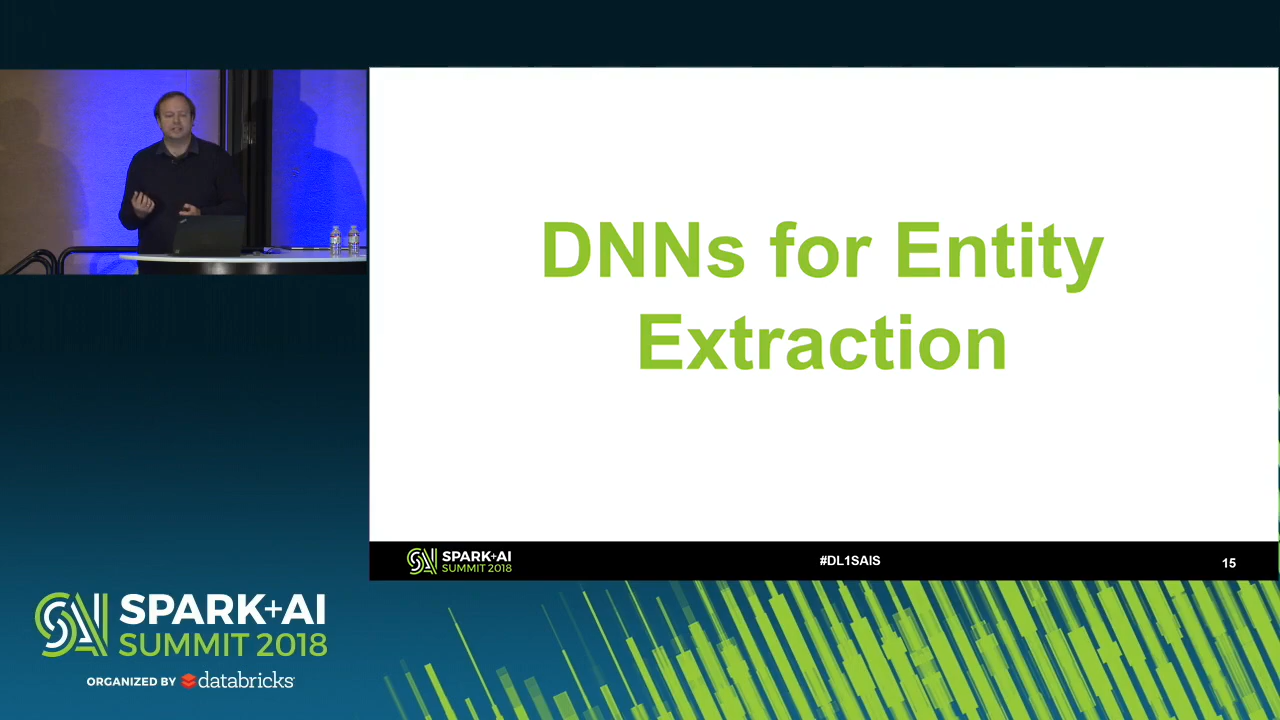 DNNs for Entity
Extraction
SPARK+AI
SUMMIT 2018
#DL1SAIS
15
SPARK+AI
SUMMIT 2018
ORGANIZED BY databricks